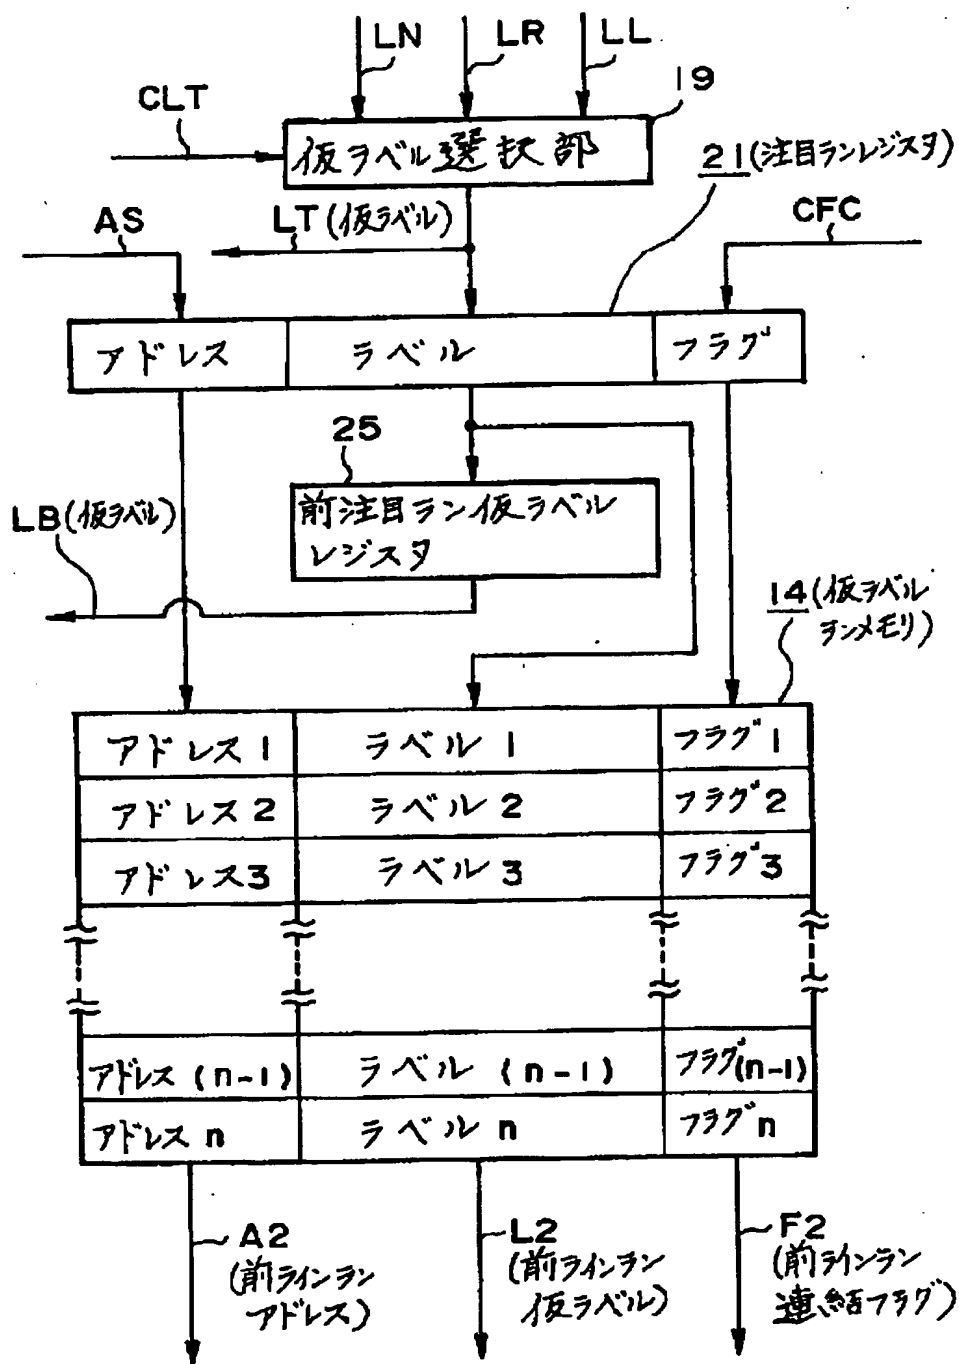 LN
LR
LL
CLT
19
仮ラベル選択部
21(注目ランレジスタ)
AS
LT(仮ラベル)
CFC
アドレス
ラベル
フラグ
25
前注目ラン仮ラベル
レジスタ
LB(仮ラベル)
14(仮ラベル
ランメモリ)
アドレス1
ラベル1
フラグ1
アドレス2
ラベル2
フラグ2
アドレス3
ラベル3
フラグ3
アドレス(n-1)
ラベル(n-1)
フラグ(n-1)
アドレスn
ラベルn
フラグn
A2
(前ラインラン
アドレス)
L2
(前ラインラン
仮ラベル)
F2
(前ラインラン
連結フラグ)